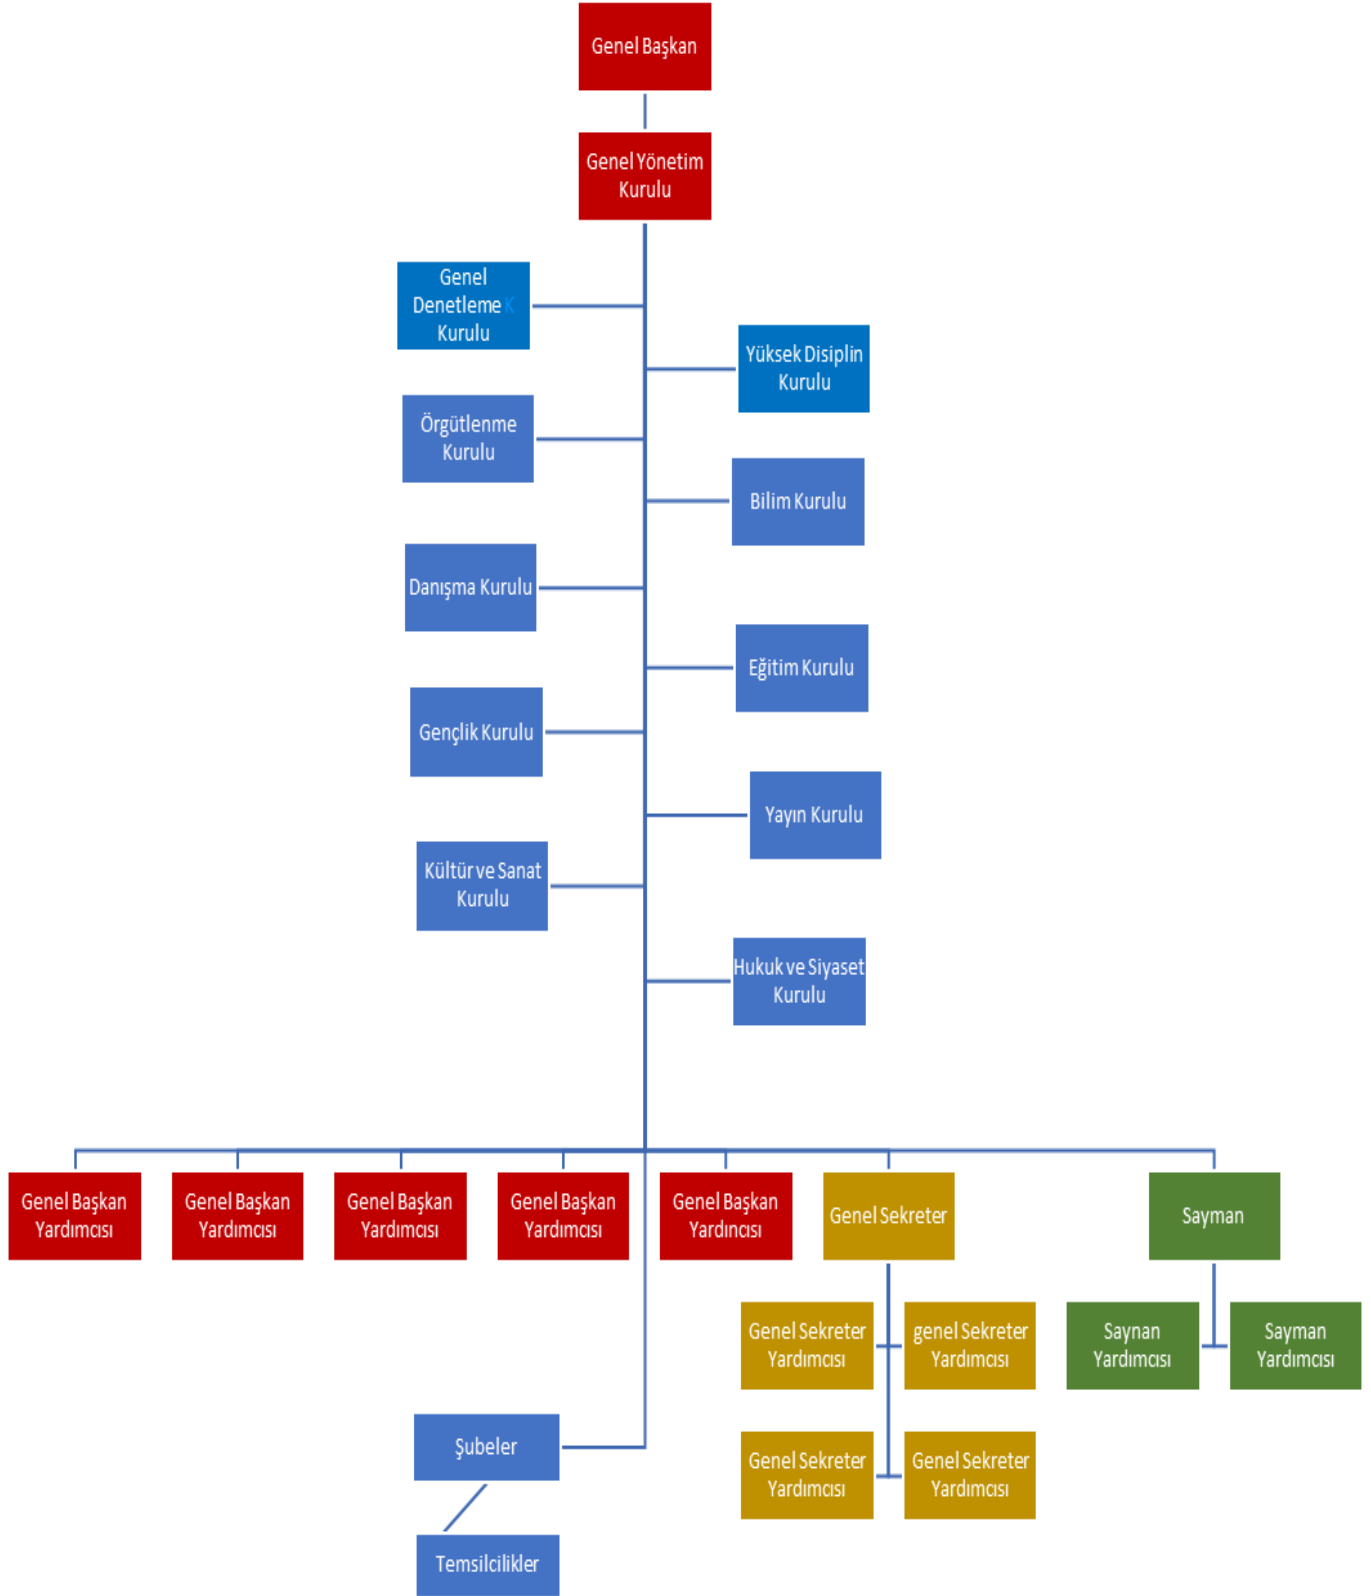 Genel Başkan
Genel Yönetim
Kurulu
Genel
Denetleme K
Kurulu
Yüksek Disiplin
Kurulu
Örgütlenme
Kurulu
Bilim Kurulu
Danışma Kurulu
Eğitim Kurulu
Gençlik Kurulu
Yayın Kurulu
Kültür ve Sanat
Kurulu
Hukuk ve Siyaset
Kurulu
Genel Başkan
Yardımcısı
Genel Başkan
Yardımcısı
Genel Başkan
Yardımcısı
Genel Başkan
Yardımcısı
Genel Başkan
Yardıncısı
Genel Sekreter
Sayman
Genel Sekreter
Yardımcısı
genel Sekreter
Yardımcısı
Saynan
Yardımcısı
Sayman
Yardımcısı
Şubeler
Genel Sekreter
Yardımcısı
Genel Sekreter
Yardımcısı
Temsilcilikler